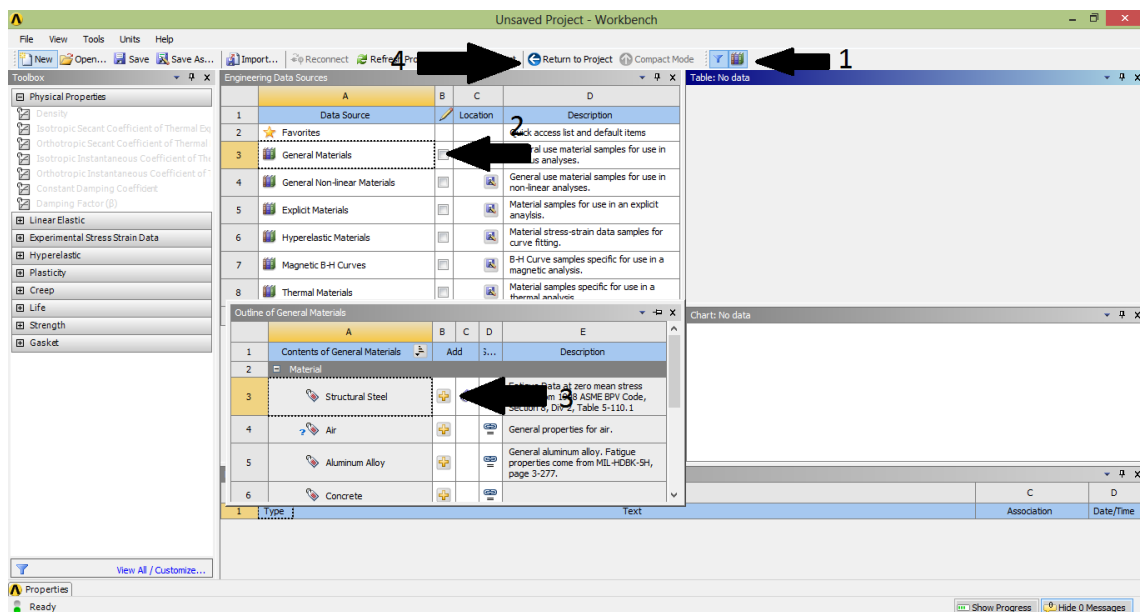 Unsaved Project - Workbench
File View Tools Units Help
New Open... Save Save As... Import... Reconnect Refresh Pro 4 Return to Project Compact Mode 1
Toolbox
Engineering Data Sources
Table: No data
Physical Properties
Density
Isotropic Secant Coefficient of Thermal Exp
Orthotropic Secant Coefficient of Thermal
Isotropic Instantaneous Coefficient of The
Orthotropic Instantaneous Coefficient of
Constant Damping Coefficient
Damping Factor (β)
Linear Elastic
Experimental Stress Strain Data
Hyperelastic
Plasticity
Creep
Life
Strength
Gasket
View All / Customize...
A B C D
1 Data Source Location Description
2
2 Favorites Quick access list and default items
3 General Materials use material samples for use in
analyses.
4 General Non-linear Materials General use material samples for use in
non-linear analyses.
5 Explicit Materials Material samples for use in an explicit
anaylsis.
6 Hyperelastic Materials Material stress-strain data samples for
curve fitting.
7 Magnetic B-H Curves B-H Curve samples specific for use in a
magnetic analysis.
8 Thermal Materials Material samples specific for use in a
thermal analysis.
Outline of General Materials
A B C D E
1 Contents of General Materials Add Description
2 Material
3 Structural Steel 3 Fatigue Data at zero mean stress
1998 ASME BPV Code,
Section 8, Div 2, Table 5-110.1
4 Air General properties for air.
5 Aluminum Alloy General aluminum alloy. Fatigue
properties come from MIL-HDBK-5H,
page 3-277.
6 Concrete
Chart: No data
C D
1 Type Text Association Date/Time
Properties
Ready
Show Progress Hide 0 Messages